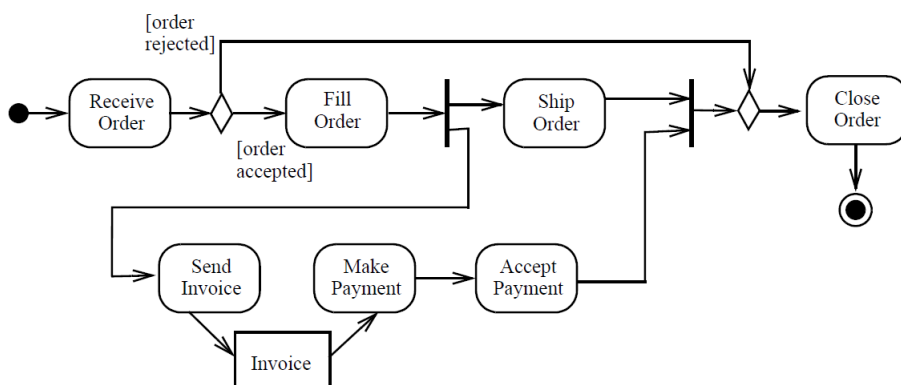 [order
rejected]
Receive
Order
Fill
Order
Ship
Order
Close
Order
[order
accepted]
Send
Invoice
Make
Payment
Accept
Payment
Invoice